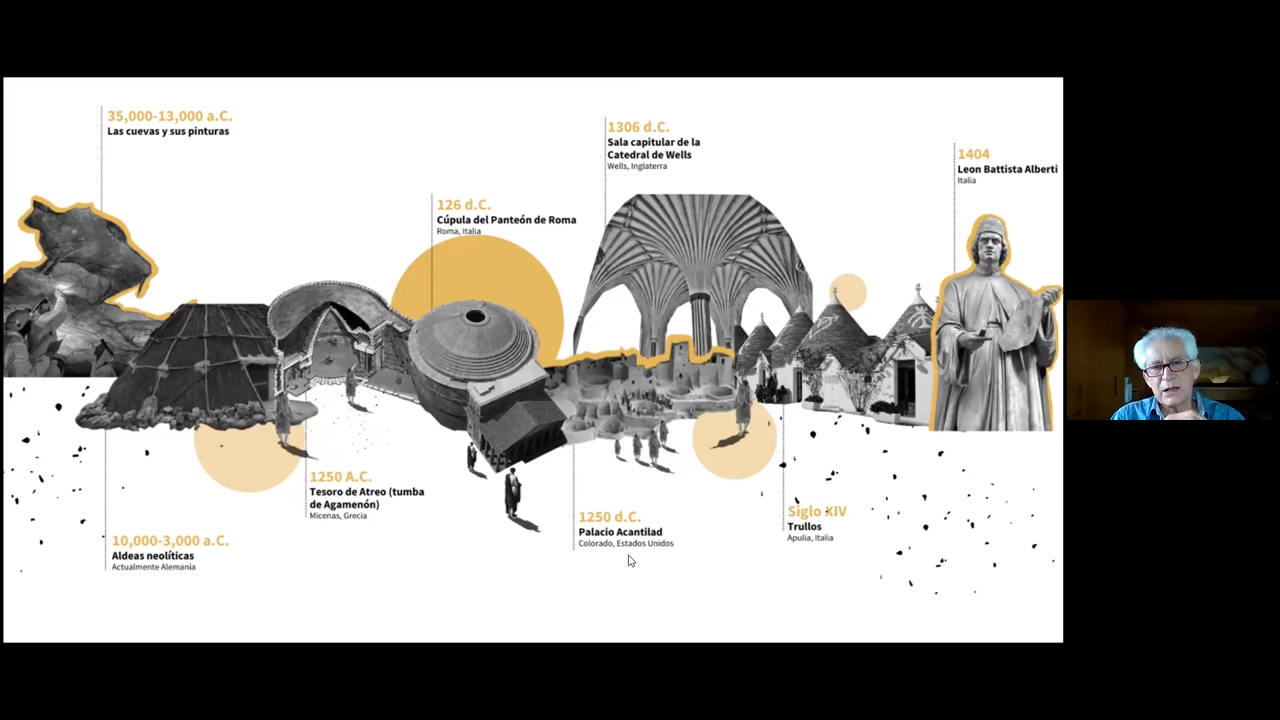 35,000-13,000 a.C.
Las cuevas y sus pinturas
10,000-3,000 a.C.
Aldeas neolíticas
Actualmente Alemania
1250 A.C.
Tesoro de Atreo (tumba
de Agamenón)
Micenas, Grecia
126 d.C.
Cúpula del Panteón de Roma
Roma, Italia
1250 d.C.
Palacio Acantilad
Colorado, Estados Unidos
1306 d.C.
Sala capitular de la
Catedral de Wells
Wells, Inglaterra
Siglo XIV
Trullos
Apulia, Italia
1404
Leon Battista Alberti
Italia